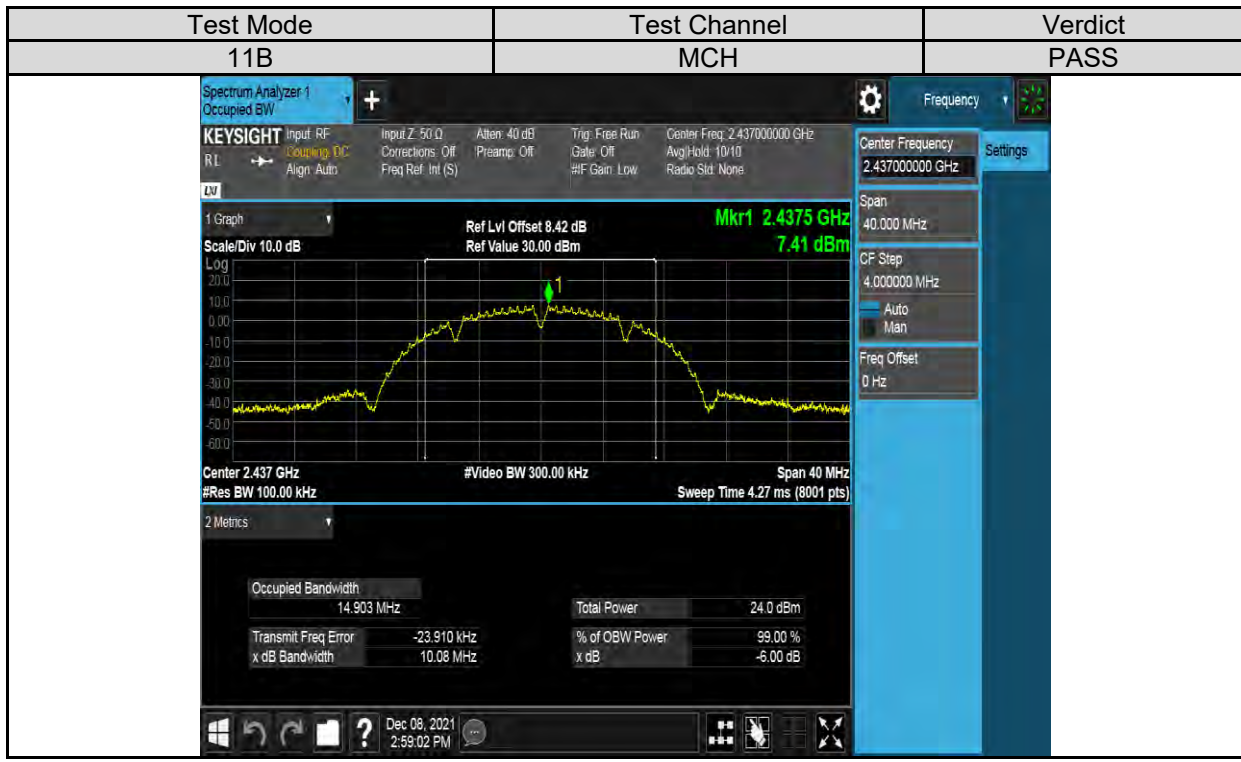 Test Mode Test Channel Verdict
11B MCH PASS
Spectrum Analyzer 1
Occupied BW
+
Frequency
KEYSIGHT Input: RF Input Z: 50 Ω Atten: 40 dB Trig: Free Run Center Freq: 2.437000000 GHz
Coupling: DC Corrections: Off Preamp: Off Gate: Off Avg|Hold: 10/10
RL Align: Auto Freq Ref: Int (S) #IF Gain: Low Radio Std: None
LXI
Center Frequency
2.437000000 GHz
Settings
Span
40.000 MHz
CF Step
4.000000 MHz
Auto
Man
Freq Offset
0 Hz
1 Graph
Ref Lvl Offset 8.42 dB
Mkr1 2.4375 GHz
Scale/Div 10.0 dB Ref Value 30.00 dBm 7.41 dBm
Log
20.0
10.0
0.00
-10.0
-20.0
-30.0
-40.0
-50.0
-60.0
1
Center 2.437 GHz #Video BW 300.00 kHz Span 40 MHz
#Res BW 100.00 kHz Sweep Time 4.27 ms (8001 pts)
2 Metrics
Occupied Bandwidth
14.903 MHz Total Power 24.0 dBm
Transmit Freq Error -23.910 kHz % of OBW Power 99.00 %
x dB Bandwidth 10.08 MHz x dB -6.00 dB
? Dec 08, 2021
2:59:02 PM